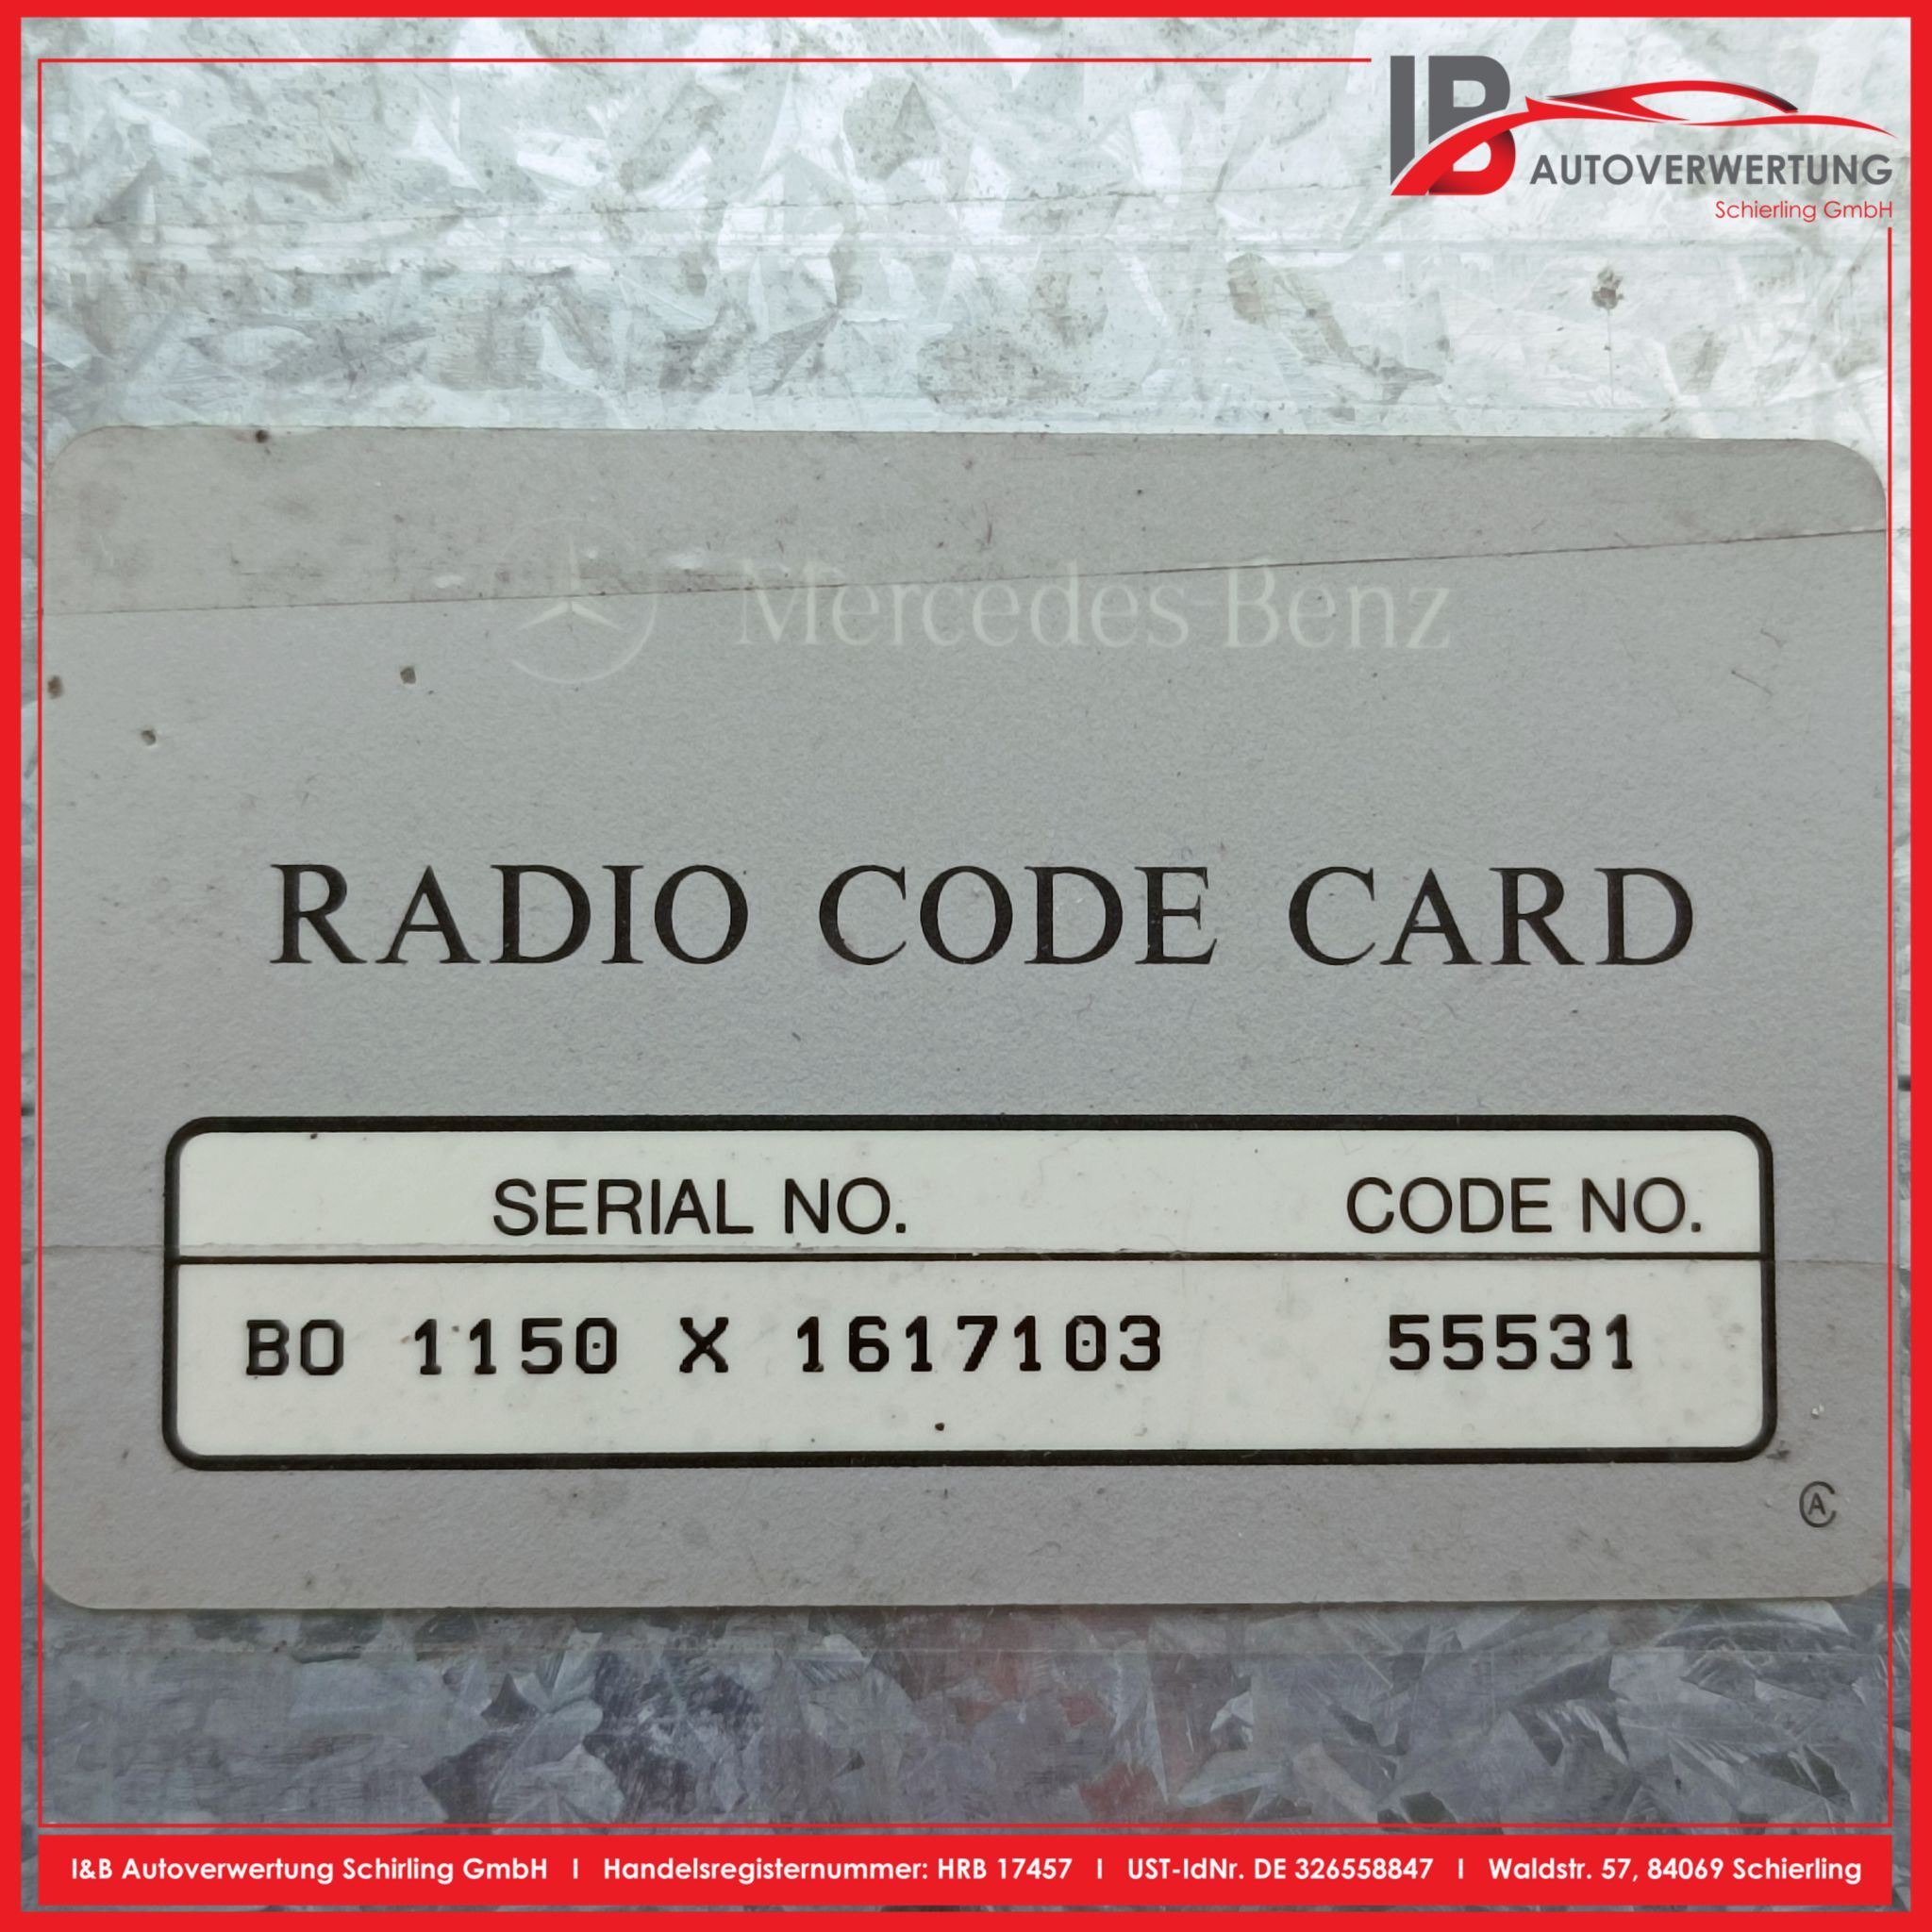 IB
AUTOVERWERTUNG
Schierling GmbH
Mercedes-Benz
RADIO CODE CARD
SERIAL NO. CODE NO.
BO 1150 X 1617103 55531
CA
I&B Autoverwertung Schirling GmbH I Handelsregisternummer: HRB 17457 I UST-IdNr. DE 326558847 I Waldstr. 57, 84069 Schierling